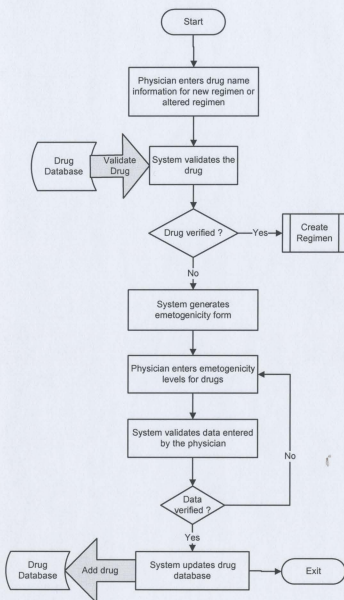 Start
Physician enters drug name
information for new regimen or
altered regimen
Drug
Database
Validate
Drug
System validates the
drug
Drug verified ?
Yes
Create
Regimen
No
System generates
emetogenicity form
Physician enters emetogenicity
levels for drugs
System validates data entered
by the physician
No
Data
verified ?
Yes
Drug
Database
Add drug
System updates drug
database
Exit